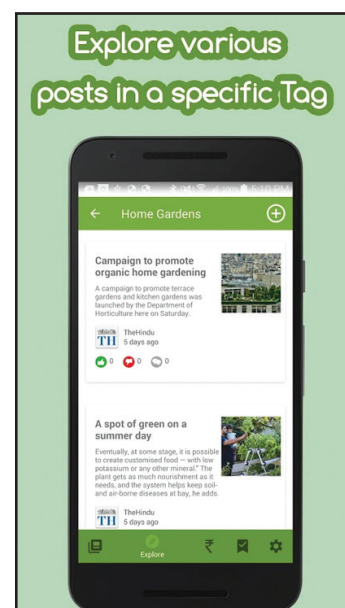 Explore various
posts in a specific Tag
5:10 PM
Home Gardens
Campaign to promote
organic home gardening
A campaign to promote terrace
gardens and kitchen gardens was
launched by the Department of
Horticulture here on Saturday.
TH
TheHindu
5 days ago
0 0 0
A spot of green on a
summer day
Eventually, at some stage, it is possible
to create customised food — with low
potassium or any other mineral." The
plant gets as much nourishment as it
needs, and the system helps keep soil-
and air-borne diseases at bay, he adds.
TH
TheHindu
5 days ago
Explore
₹